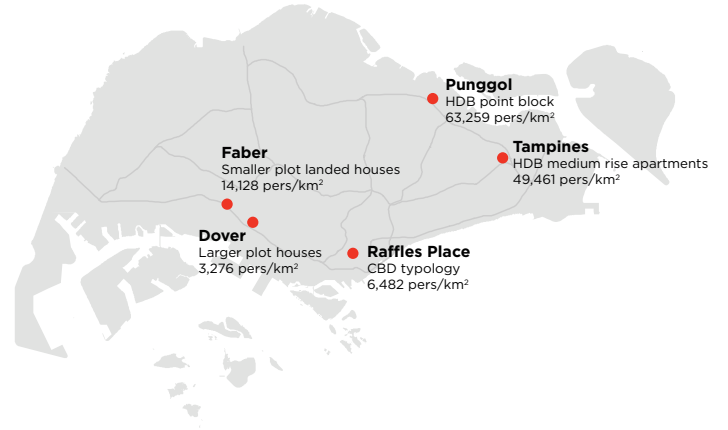 Punggol
HDB point block
63,259 pers/km²
Tampines
HDB medium rise apartments
49,461 pers/km²
Faber
Smaller plot landed houses
14,128 pers/km²
Dover
Larger plot houses
3,276 pers/km²
Raffles Place
CBD typology
6,482 pers/km²